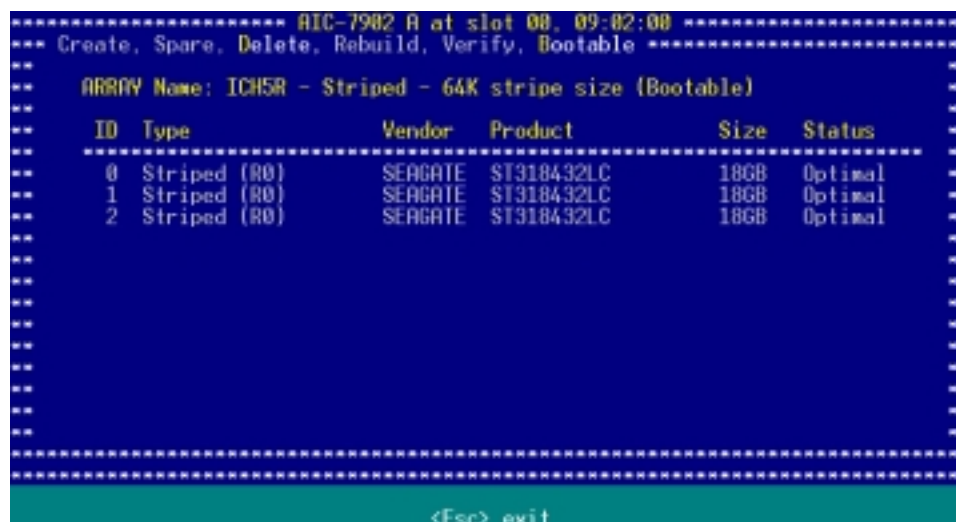 AIC-7902 A at slot 00, 09:02:00
Create, Spare, Delete, Rebuild, Verify, Bootable
ARRAY Name: ICH5R - Striped - 64K stripe size (Bootable)
ID Type Vendor Product Size Status
0 Striped (R0) SEAGATE ST318432LC 18GB Optimal
1 Striped (R0) SEAGATE ST318432LC 18GB Optimal
2 Striped (R0) SEAGATE ST318432LC 18GB Optimal
<Esc> exit